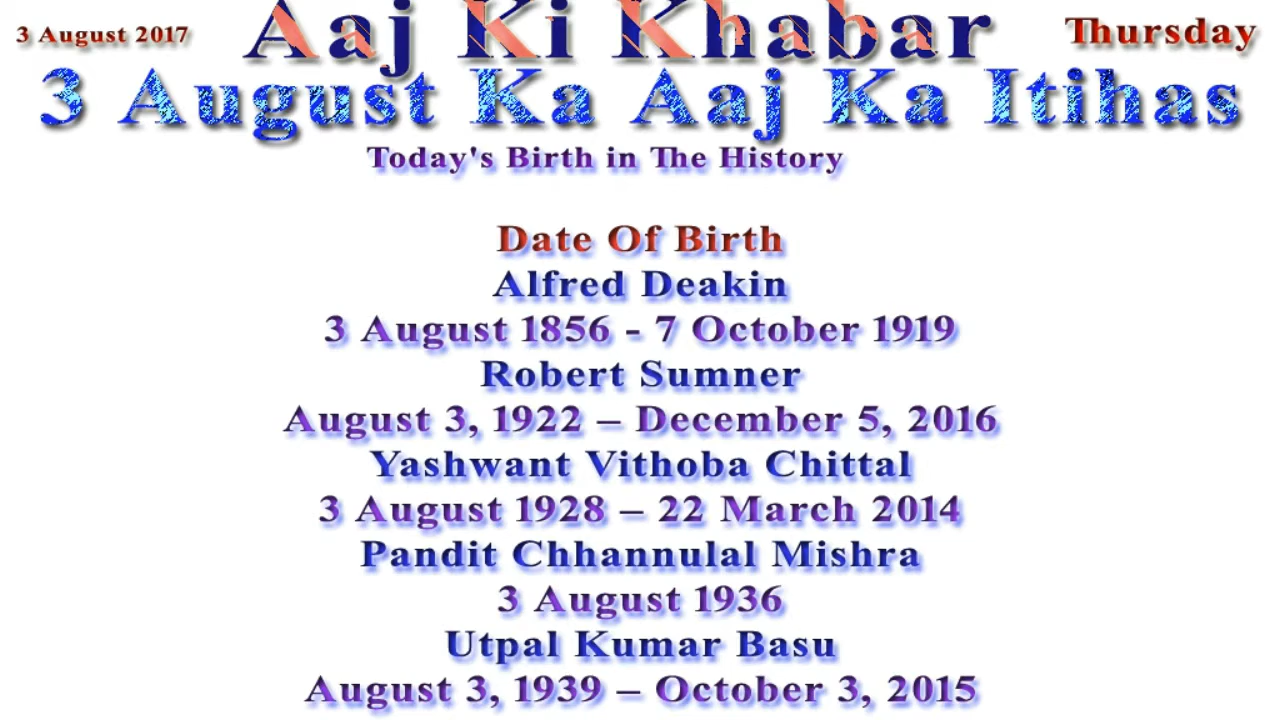 3 August 2017
Aaj Ki Khabar
Thursday
3 August Ka Aaj Ka Itihas
Today's Birth in The History
Date Of Birth
Alfred Deakin
3 August 1856 - 7 October 1919
Robert Sumner
August 3, 1922 – December 5, 2016
Yashwant Vithoba Chittal
3 August 1928 – 22 March 2014
Pandit Chhannulal Mishra
3 August 1936
Utpal Kumar Basu
August 3, 1939 – October 3, 2015